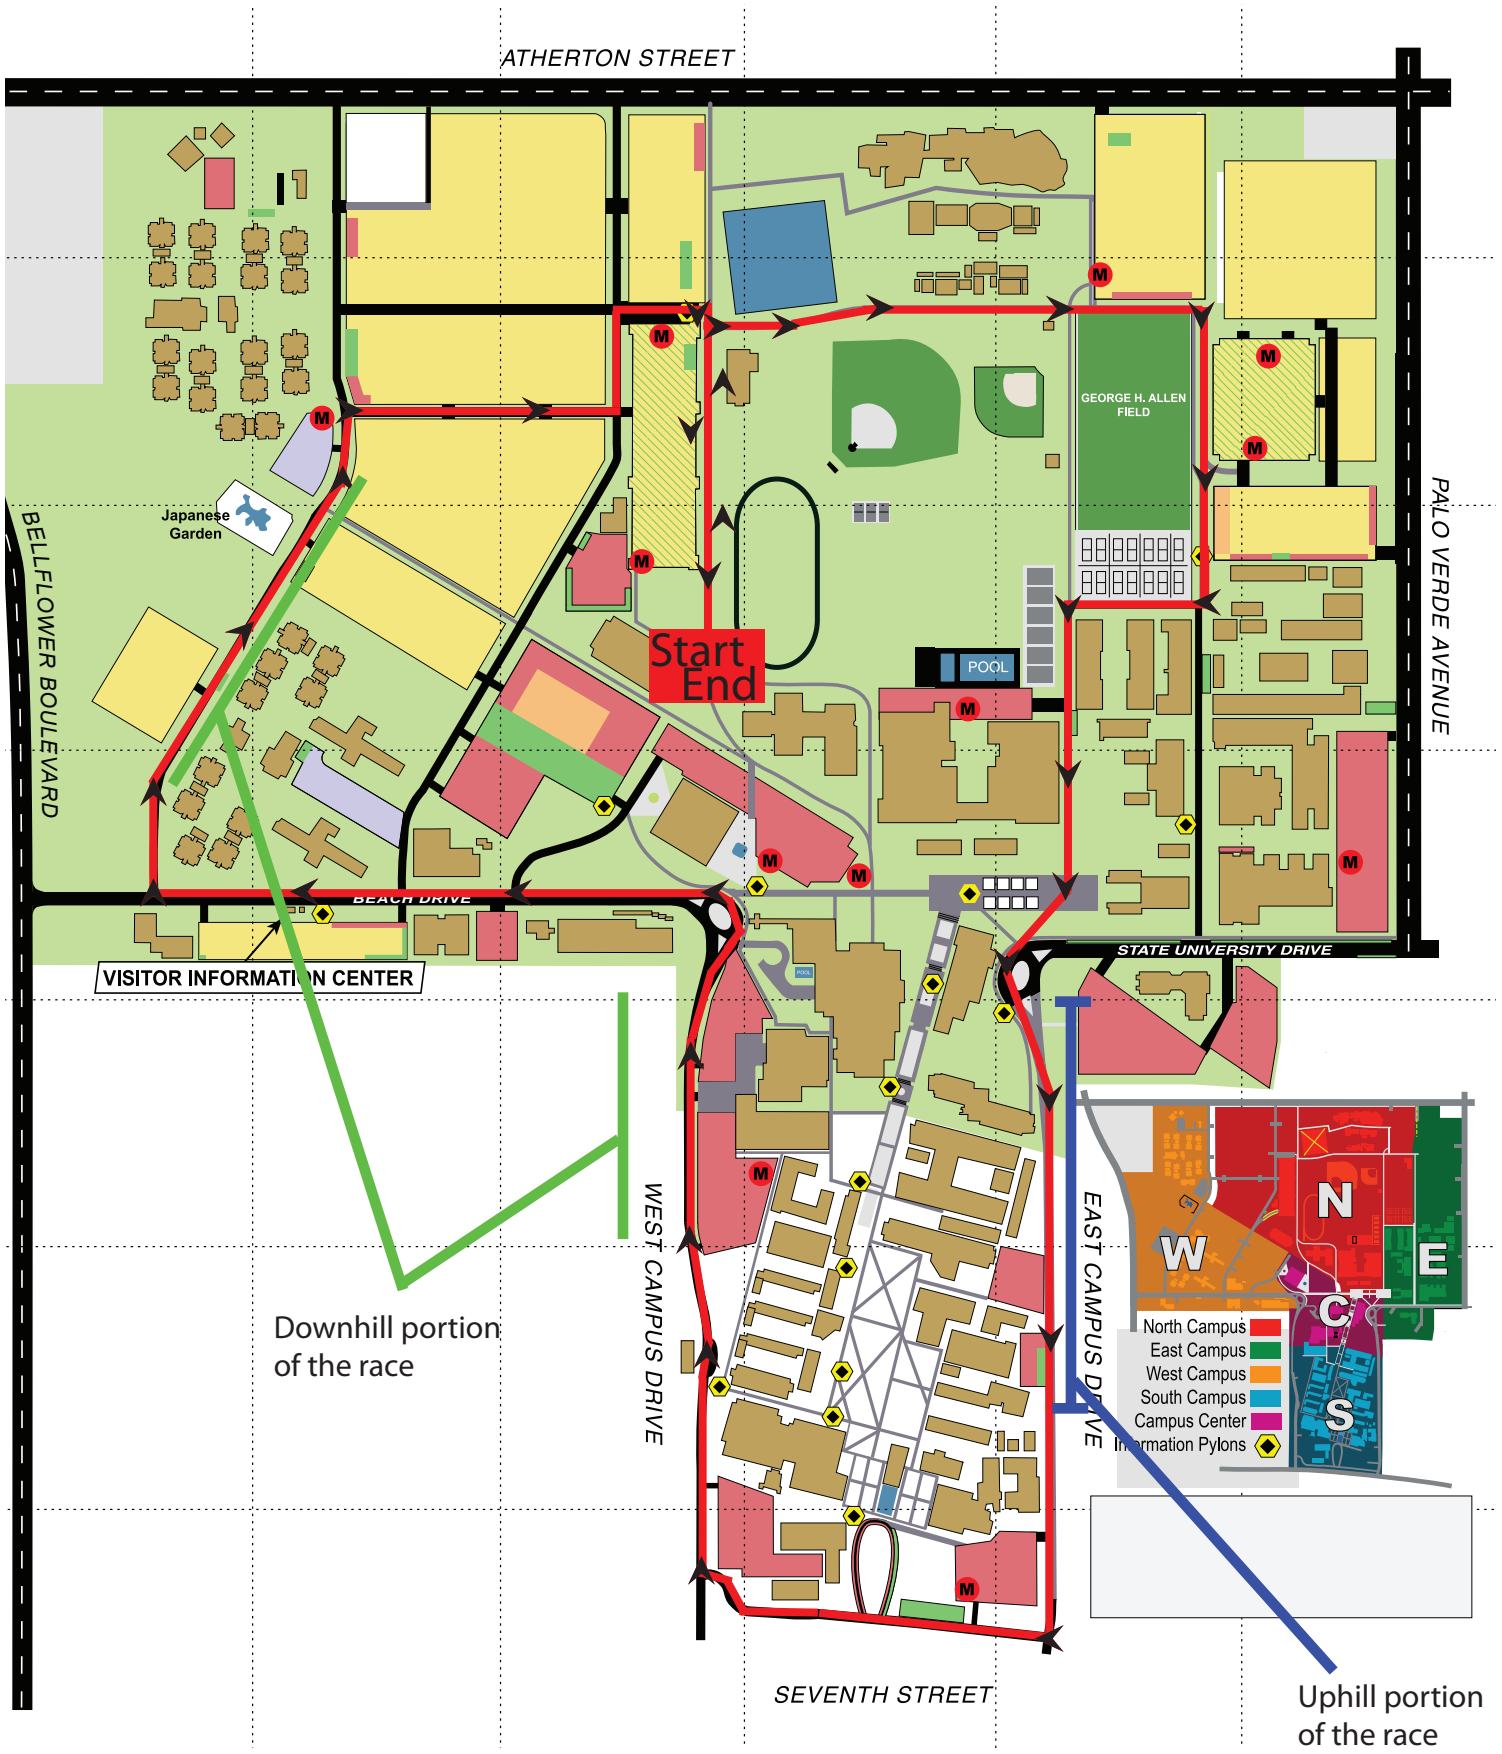 ATHERTON STREET
M
GEORGE H. ALLEN
FIELD
M
M
M
M
Japanese
Garden
M
BELLFLOWER BOULEVARD
PALO VERDE AVENUE
Start
End
POOL
M
M
M
M
BEACH DRIVE
STATE UNIVERSITY DRIVE
VISITOR INFORMATION CENTER
POOL
M
WEST CAMPUS DRIVE
EAST CAMPUS DRIVE
N
W
E
C
S
North Campus
East Campus
West Campus
South Campus
Campus Center
Information Pylons
Downhill portion
of the race
M
SEVENTH STREET
Uphill portion
of the race